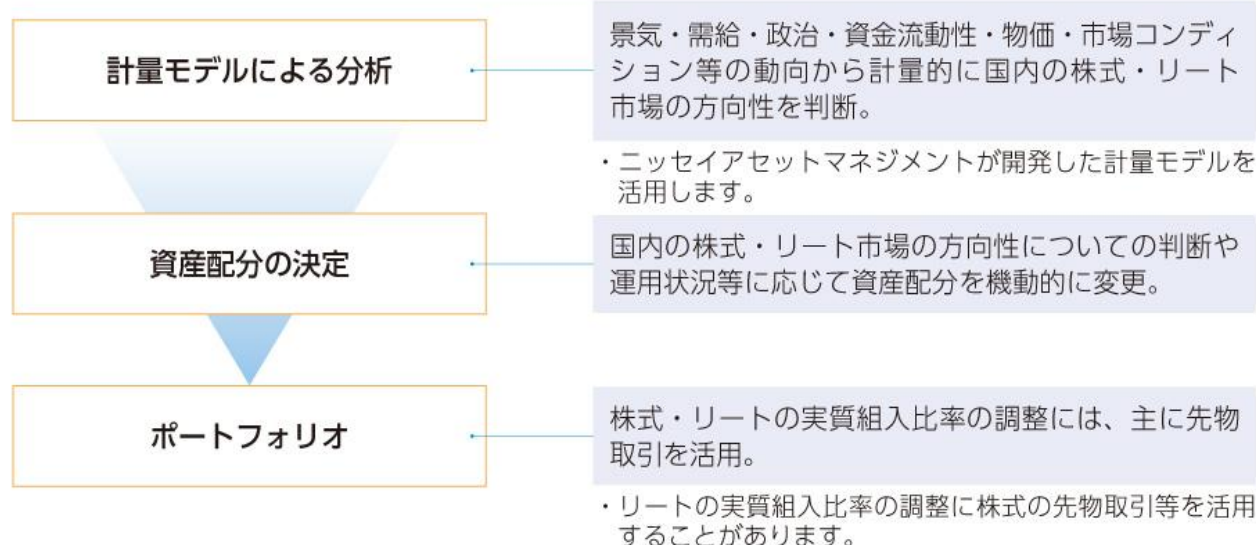 計量モデルによる分析
景気・需給・政治・資金流動性・物価・市場コンディ
ション等の動向から計量的に国内の株式・リート
市場の方向性を判断。
・ニッセイアセットマネジメントが開発した計量モデルを
活用します。
資産配分の決定
国内の株式・リート市場の方向性についての判断や
運用状況等に応じて資産配分を機動的に変更。
ポートフォリオ
株式・リートの実質組入比率の調整には、主に先物
取引を活用。
・リートの実質組入比率の調整に株式の先物取引等を活用
することがあります。